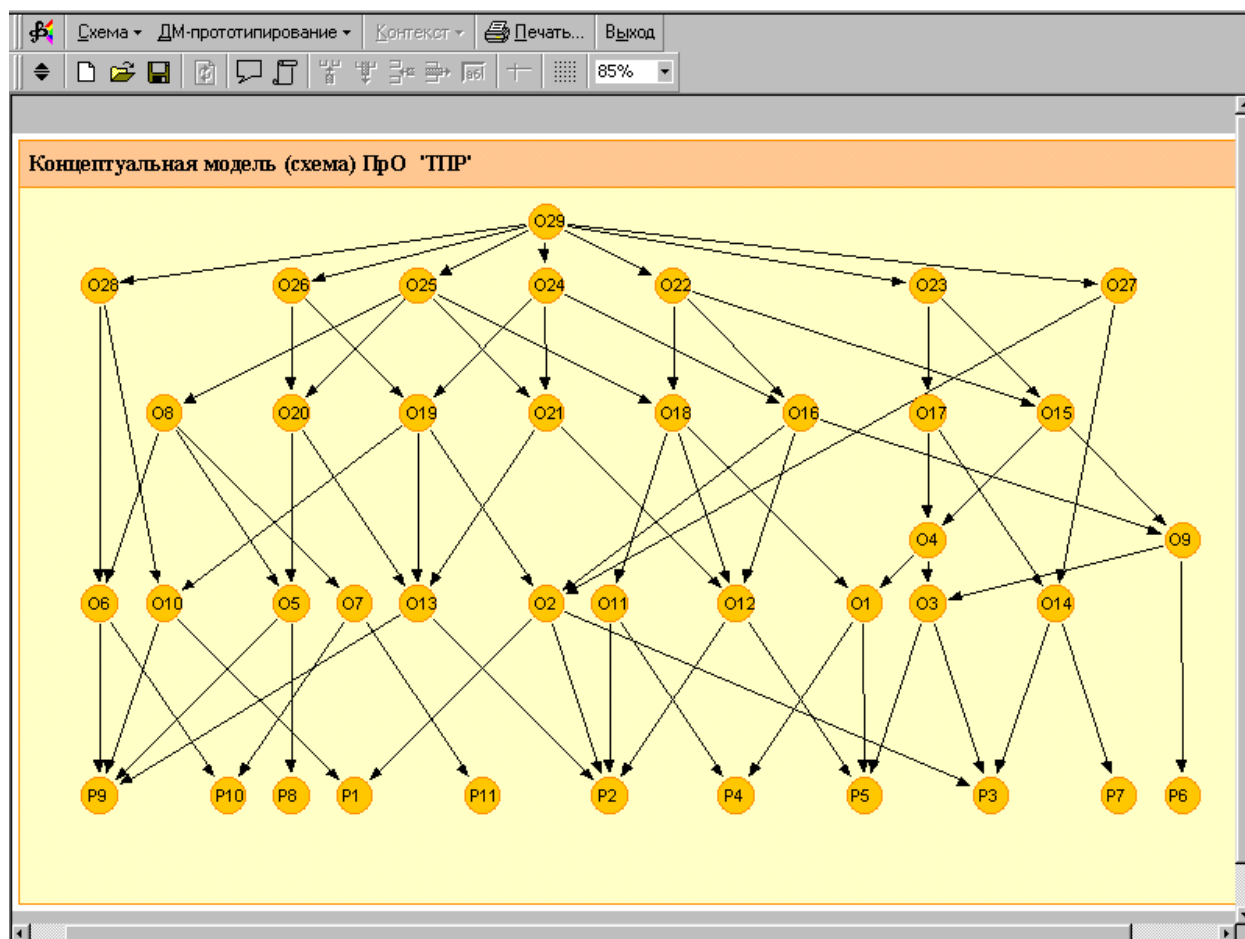 Схема ДМ-прототипирование Контекст Печать... Выход
абl 85%
Концептуальная модель (схема) ПрО 'ТПР'
O29
O28 O26 O25 O24 O22 O23 O27
O8 O20 O19 O21 O18 O16 O17 O15
O4 O9
O6 O10 O5 O7 O13 O2 O11 O12 O1 O3 O14
P9 P10 P8 P1 P11 P2 P4 P5 P3 P7 P6